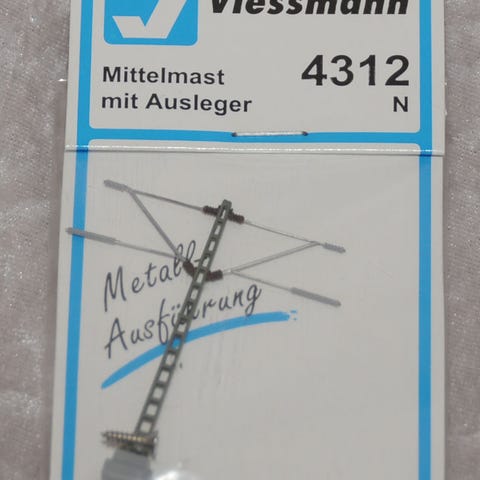 Viessmann
Mittelmast
mit Ausleger
4312
N
Metall-
Ausführung